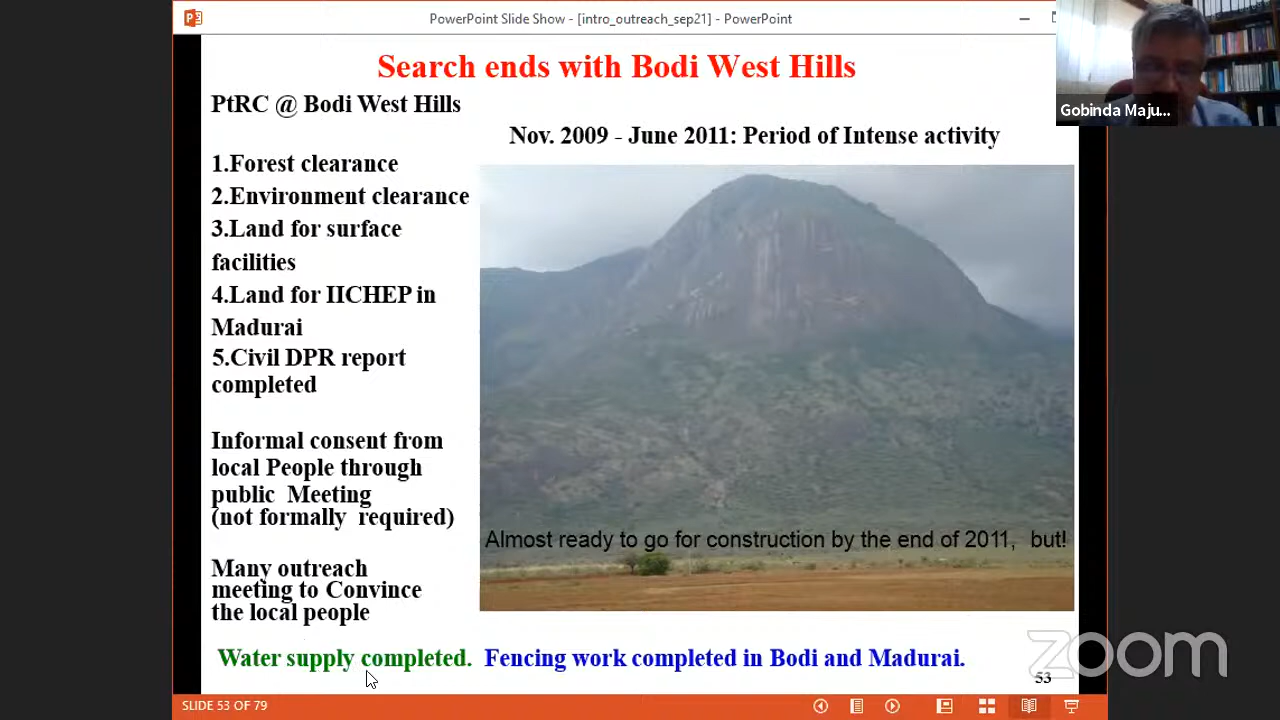 PowerPoint Slide Show - [intro_outreach_sep21] - PowerPoint
Gobinda Maju...
Search ends with Bodi West Hills
PtRC @ Bodi West Hills
Nov. 2009 - June 2011: Period of Intense activity
1.Forest clearance
2.Environment clearance
3.Land for surface
facilities
4.Land for IICHEP in
Madurai
5.Civil DPR report
completed
Informal consent from
local People through
public Meeting
(not formally required)
Almost ready to go for construction by the end of 2011, but!
Many outreach
meeting to Convince
the local people
Water supply completed. Fencing work completed in Bodi and Madurai.
zoom
53
SLIDE 53 OF 79